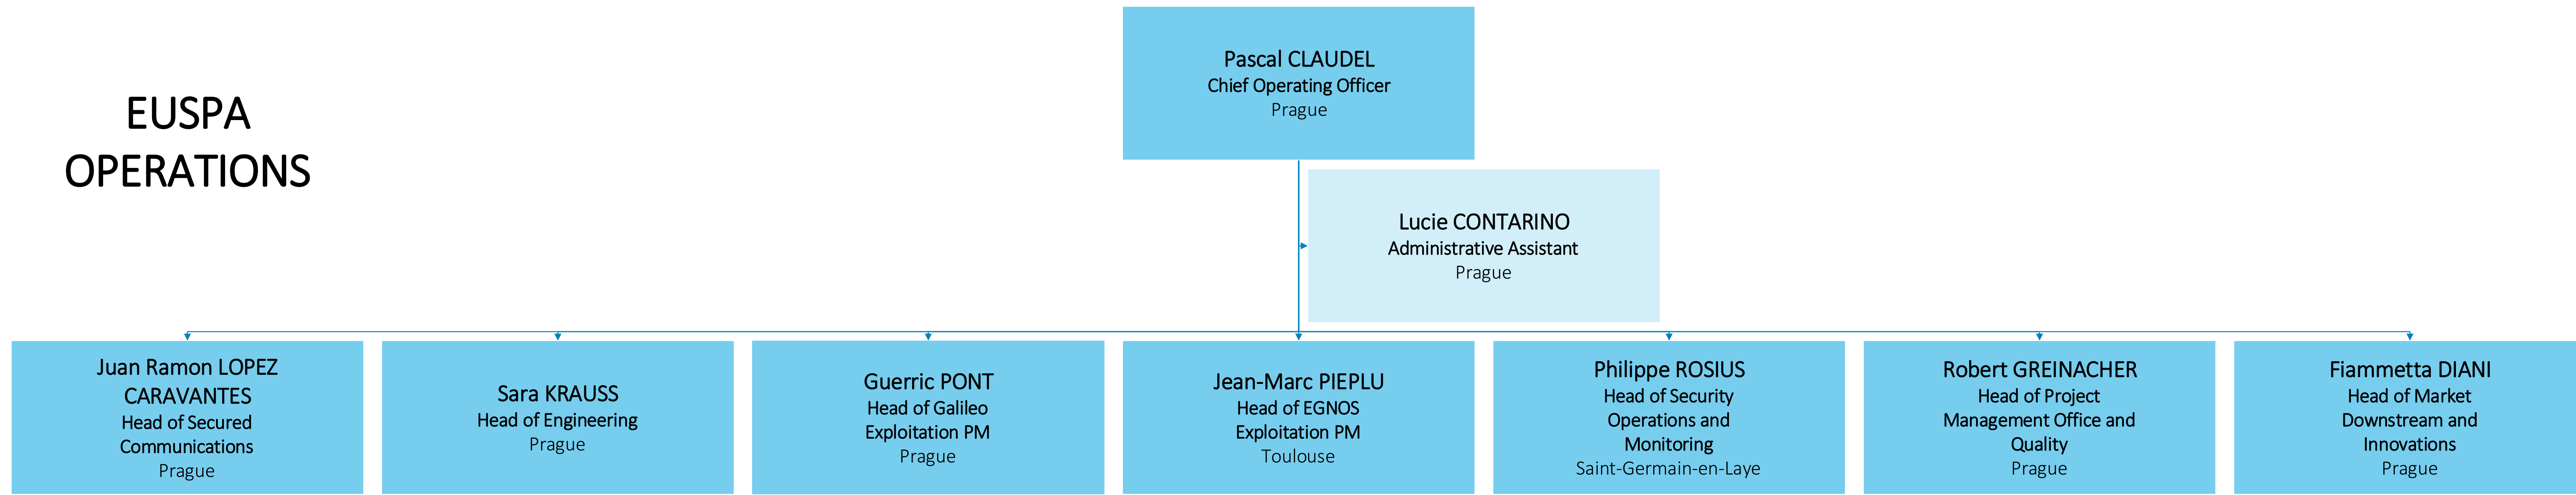 EUSPA
OPERATIONS
Pascal CLAUDEL
Chief Operating Officer
Prague
Lucie CONTARINO
Administrative Assistant
Prague
Juan Ramon LOPEZ
CARAVANTES
Head of Secured
Communications
Prague
Sara KRAUSS
Head of Engineering
Prague
Guerric PONT
Head of Galileo
Exploitation PM
Prague
Jean-Marc PIEPLU
Head of EGNOS
Exploitation PM
Toulouse
Philippe ROSIUS
Head of Security
Operations and
Monitoring
Saint-Germain-en-Laye
Robert GREINACHER
Head of Project
Management Office and
Quality
Prague
Fiammetta DIANI
Head of Market
Downstream and
Innovations
Prague